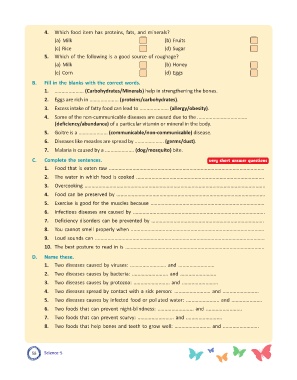 4. Which food item has proteins, fats, and minerals?
(a) Milk (b) Fruits
(c) Rice (d) Sugar
5. Which of the following is a good source of roughage?
(a) Milk (b) Honey
(c) Corn (d) Eggs
B. Fill in the blanks with the correct words.
1. .................... (Carbohydrates/Minerals) help in strengthening the bones.
2. Eggs are rich in .................... (proteins/carbohydrates).
3. Excess intake of fatty food can lead to .................... (allergy/obesity).
4. Some of the non-communicable diseases are caused due to the ....................
(deficiency/abundance) of a particular vitamin or mineral in the body.
5. Goitre is a .................... (communicable/non-communicable) disease.
6. Diseases like measles are spread by .................... (germs/dust).
7. Malaria is caused by a .................... (dog/mosquito) bite.
C. Complete the sentences. very short answer questions
1. Food that is eaten raw ....................
2. The water in which food is cooked ....................
3. Overcooking ....................
4. Food can be preserved by ....................
5. Exercise is good for the muscles because ....................
6. Infectious diseases are caused by ....................
7. Deficiency disorders can be prevented by ....................
8. You cannot smell properly when ....................
9. Loud sounds can ....................
10. The best posture to read in is ....................
D. Name these.
1. Two diseases caused by viruses: .................... and ....................
2. Two diseases caused by bacteria: .................... and ....................
3. Two diseases caused by protozoa: .................... and ....................
4. Two diseases spread by contact with a sick person: .................... and ....................
5. Two diseases caused by infected food or polluted water: .................... and ....................
6. Two foods that can prevent night-blindness: .................... and ....................
7. Two foods that can prevent scurvy: .................... and ....................
8. Two foods that help bones and teeth to grow well: .................... and ....................
Science-5